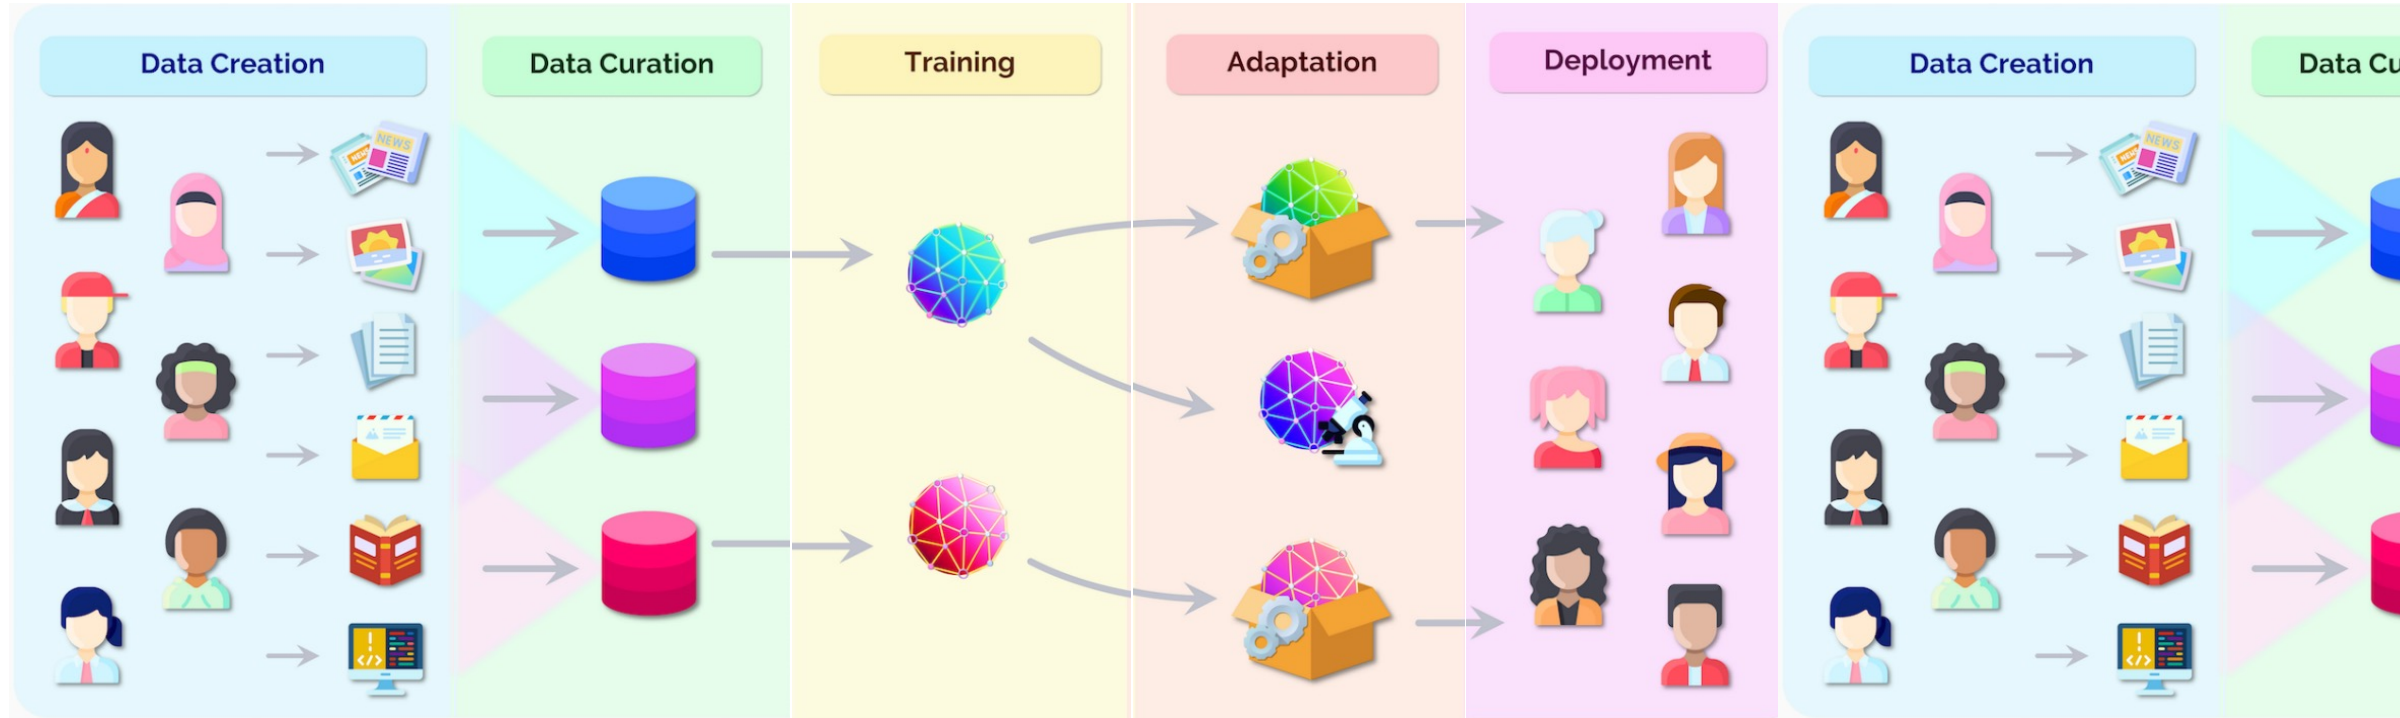 Data Creation
Data Curation
Training
Adaptation
Deployment
Data Creation
Data Cu
NEWS
NEWS